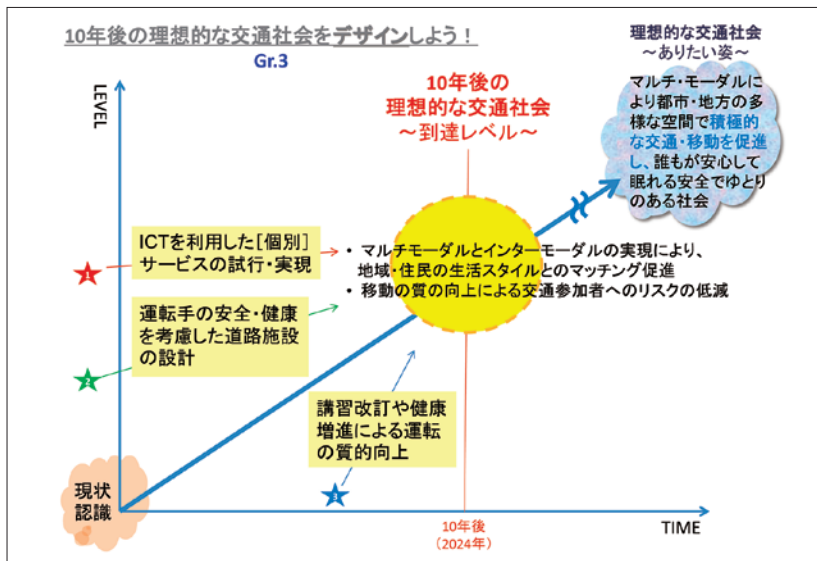 10年後の理想的な交通社会をデザインしよう！
Gr.3
理想的な交通社会
～ありたい姿～
マルチ・モーダルに
より都市・地方の多
様な空間で積極的
な交通・移動を促進
し、誰もが安心して
眠れる安全でゆとり
のある社会
10年後の
理想的な交通社会
～到達レベル～
LEVEL
1
ICTを利用した[個別]
サービスの試行・実現
• マルチモーダルとインターモーダルの実現により、
地域・住民の生活スタイルとのマッチング促進
• 移動の質の向上による交通参加者へのリスクの低減
2
運転手の安全・健康
を考慮した道路施設
の設計
3
講習改訂や健康
増進による運転
の質的向上
現状
認識
10年後
（2024年）
TIME